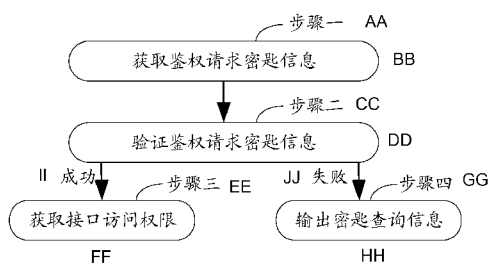 步骤一 AA
获取鉴权请求密匙信息 BB
步骤二 CC
验证鉴权请求密匙信息 DD
II 成功
步骤三 EE
JJ 失败
步骤四 GG
获取接口访问权限
输出密匙查询信息
FF
HH